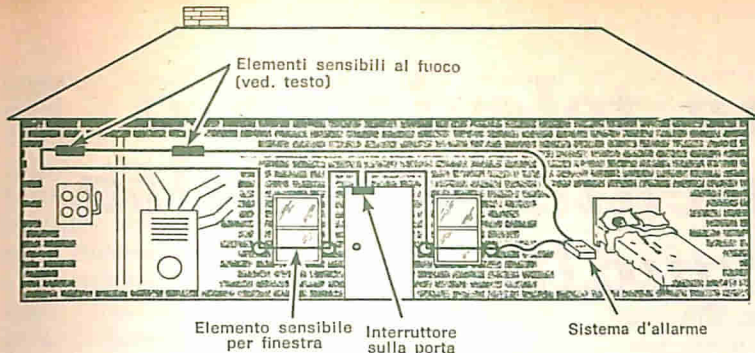 Elementi sensibili al fuoco
(ved. testo)
Elemento sensibile
per finestra
Interruttore
sulla porta
Sistema d'allarme